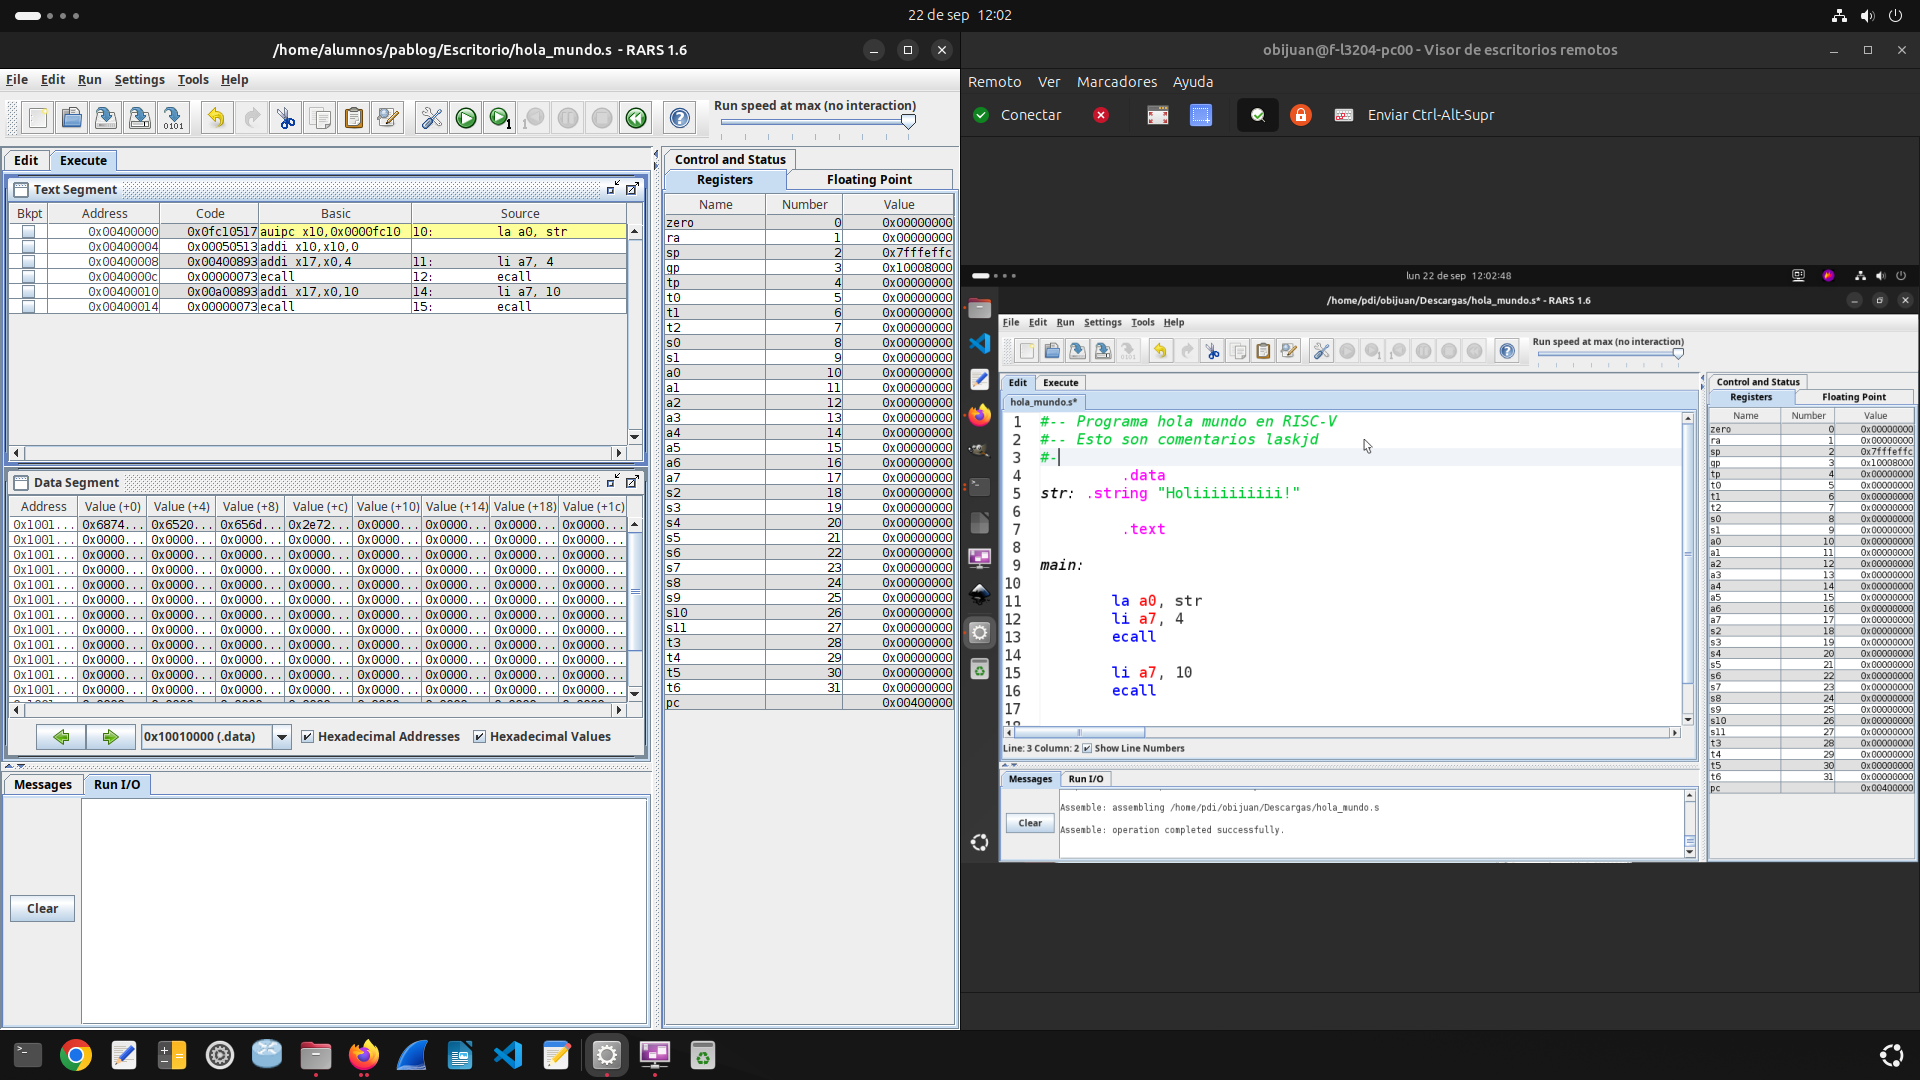 22 de sep 12:02
/home/alumnos/pablog/Escritorio/hola_mundo.s - RARS 1.6
File Edit Run Settings Tools Help
Run speed at max (no interaction)
Edit Execute
Text Segment
Bkpt Address Code Basic Source
0x00400000 0x0fc10517 auipc x10,0x0000fc10 10: la a0, str
0x00400004 0x00050513 addi x10,x10,0
0x00400008 0x00400893 addi x17,x0,4 11: li a7, 4
0x0040000c 0x00000073 ecall 12: ecall
0x00400010 0x00a00893 addi x17,x0,10 14: li a7, 10
0x00400014 0x00000073 ecall 15: ecall
Data Segment
Address Value (+0) Value (+4) Value (+8) Value (+c) Value (+10) Value (+14) Value (+18) Value (+1c)
0x1001... 0x6874... 0x6520... 0x656d... 0x2e72... 0x0000... 0x0000... 0x0000... 0x0000...
0x1001... 0x0000... 0x0000... 0x0000... 0x0000... 0x0000... 0x0000... 0x0000... 0x0000...
0x1001... 0x0000... 0x0000... 0x0000... 0x0000... 0x0000... 0x0000... 0x0000... 0x0000...
0x1001... 0x0000... 0x0000... 0x0000... 0x0000... 0x0000... 0x0000... 0x0000... 0x0000...
0x1001... 0x0000... 0x0000... 0x0000... 0x0000... 0x0000... 0x0000... 0x0000... 0x0000...
0x1001... 0x0000... 0x0000... 0x0000... 0x0000... 0x0000... 0x0000... 0x0000... 0x0000...
0x1001... 0x0000... 0x0000... 0x0000... 0x0000... 0x0000... 0x0000... 0x0000... 0x0000...
0x1001... 0x0000... 0x0000... 0x0000... 0x0000... 0x0000... 0x0000... 0x0000... 0x0000...
0x1001... 0x0000... 0x0000... 0x0000... 0x0000... 0x0000... 0x0000... 0x0000... 0x0000...
0x1001... 0x0000... 0x0000... 0x0000... 0x0000... 0x0000... 0x0000... 0x0000... 0x0000...
0x1001... 0x0000... 0x0000... 0x0000... 0x0000... 0x0000... 0x0000... 0x0000... 0x0000...
0x1001... 0x0000... 0x0000... 0x0000... 0x0000... 0x0000... 0x0000... 0x0000... 0x0000...
0x10010000 (.data) Hexadecimal Addresses Hexadecimal Values
Messages Run I/O
Clear
Control and Status
Registers Floating Point
Name Number Value
zero 0 0x00000000
ra 1 0x00000000
sp 2 0x7fffeffc
gp 3 0x10008000
tp 4 0x00000000
t0 5 0x00000000
t1 6 0x00000000
t2 7 0x00000000
s0 8 0x00000000
s1 9 0x00000000
a0 10 0x00000000
a1 11 0x00000000
a2 12 0x00000000
a3 13 0x00000000
a4 14 0x00000000
a5 15 0x00000000
a6 16 0x00000000
a7 17 0x00000000
s2 18 0x00000000
s3 19 0x00000000
s4 20 0x00000000
s5 21 0x00000000
s6 22 0x00000000
s7 23 0x00000000
s8 24 0x00000000
s9 25 0x00000000
s10 26 0x00000000
s11 27 0x00000000
t3 28 0x00000000
t4 29 0x00000000
t5 30 0x00000000
t6 31 0x00000000
pc 0x00400000
obijuan@f-l3204-pc00 - Visor de escritorios remotos
Remoto Ver Marcadores Ayuda
Conectar Enviar Ctrl-Alt-Supr
lun 22 de sep 12:02:48
/home/pdi/obijuan/Descargas/hola_mundo.s* - RARS 1.6
File Edit Run Settings Tools Help
Run speed at max (no interaction)
Edit Execute
hola_mundo.s*
1 #-- Programa hola mundo en RISC-V
2 #-- Esto son comentarios laskjd
3 #-
4 .data
5 str: .string "Holiiiiiiiiii!"
6
7 .text
8
9 main:
10
11 la a0, str
12 li a7, 4
13 ecall
14
15 li a7, 10
16 ecall
17
18
Line: 3 Column: 2 Show Line Numbers
Messages Run I/O
Clear
Assemble: assembling /home/pdi/obijuan/Descargas/hola_mundo.s
Assemble: operation completed successfully.
Control and Status
Registers Floating Point
Name Number Value
zero 0 0x00000000
ra 1 0x00000000
sp 2 0x7fffeffc
gp 3 0x10008000
tp 4 0x00000000
t0 5 0x00000000
t1 6 0x00000000
t2 7 0x00000000
s0 8 0x00000000
s1 9 0x00000000
a0 10 0x00000000
a1 11 0x00000000
a2 12 0x00000000
a3 13 0x00000000
a4 14 0x00000000
a5 15 0x00000000
a6 16 0x00000000
a7 17 0x00000000
s2 18 0x00000000
s3 19 0x00000000
s4 20 0x00000000
s5 21 0x00000000
s6 22 0x00000000
s7 23 0x00000000
s8 24 0x00000000
s9 25 0x00000000
s10 26 0x00000000
s11 27 0x00000000
t3 28 0x00000000
t4 29 0x00000000
t5 30 0x00000000
t6 31 0x00000000
pc 0x00400000